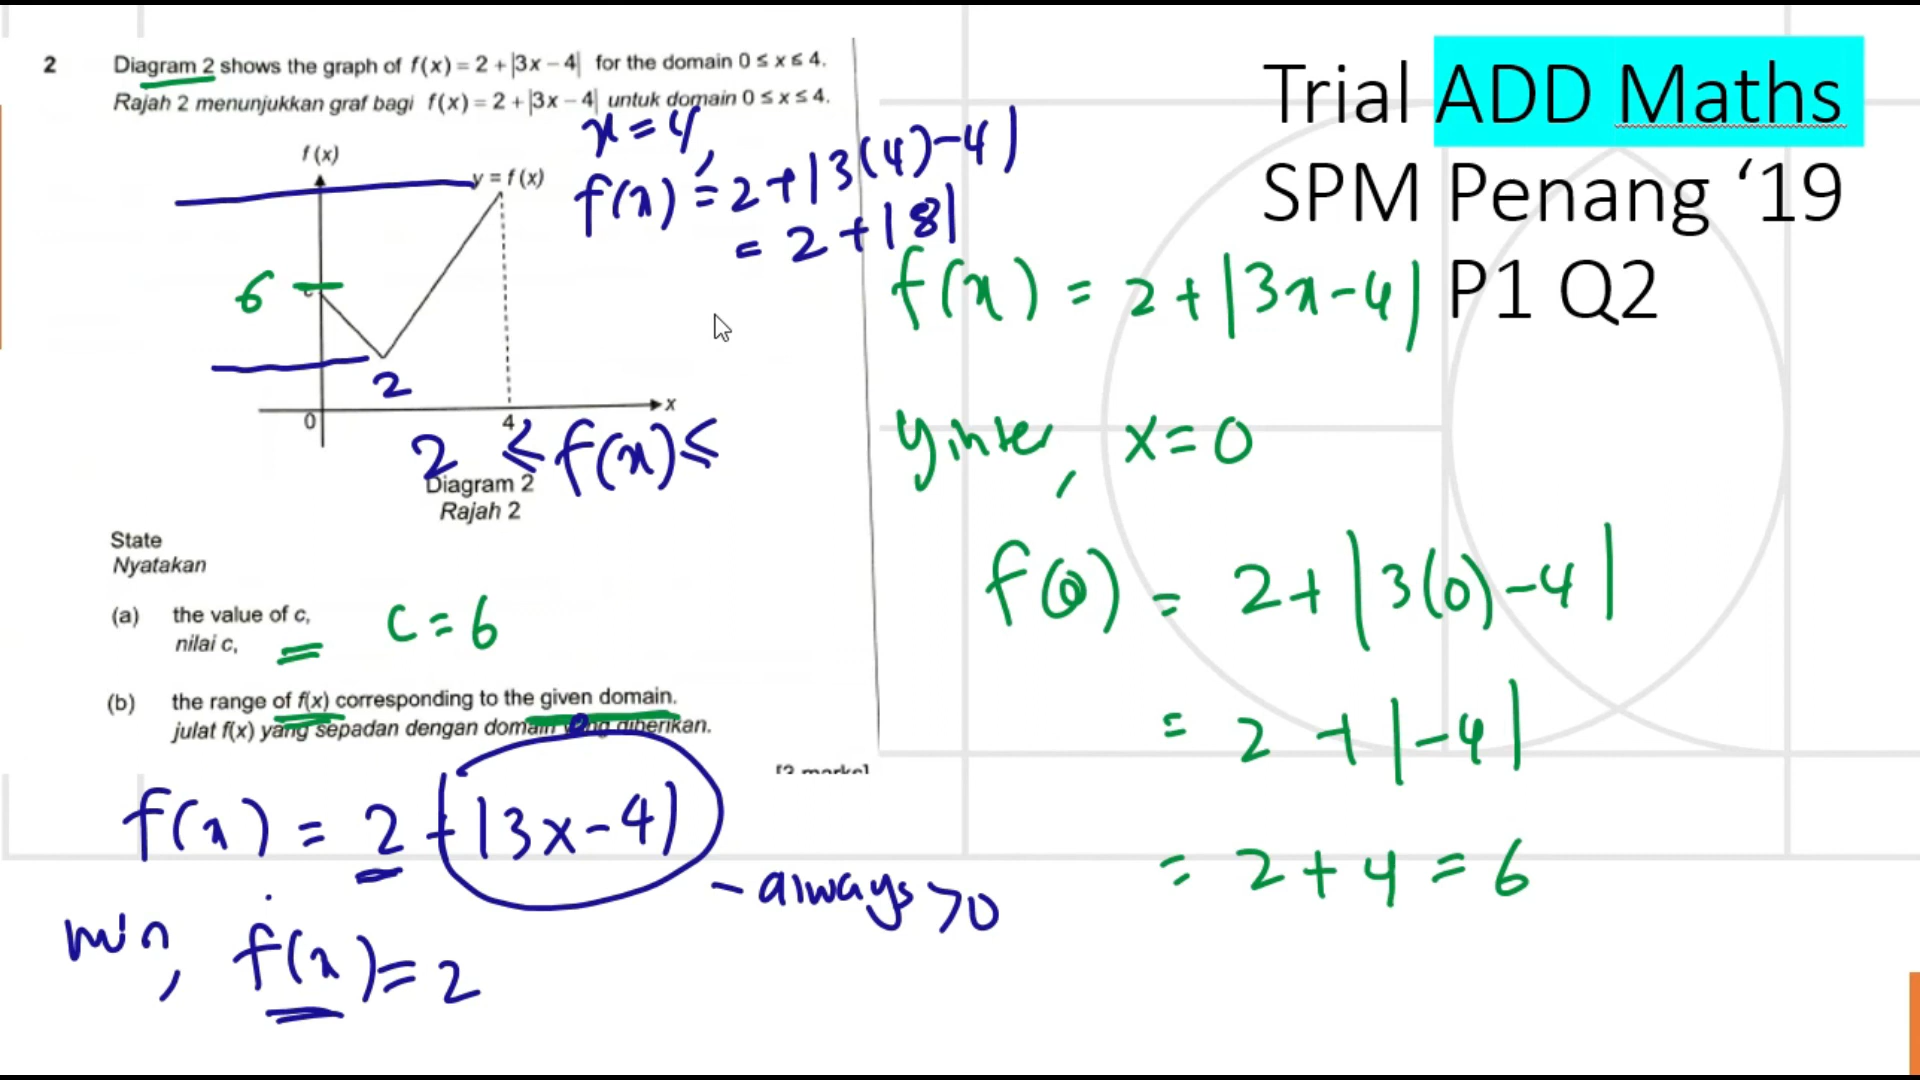 2 Diagram 2 shows the graph of f(x) = 2 + |3x – 4| for the domain 0 ≤ x ≤ 4.
Rajah 2 menunjukkan graf bagi f(x) = 2 + |3x – 4| untuk domain 0 ≤ x ≤ 4.
x = 4,
f(x) = 2 + |3(4) - 4|
= 2 + |8|
f (x)
y = f (x)
6
2
0
4
x
2 ≤ f(x) ≤
Diagram 2
Rajah 2
State
Nyatakan
(a) the value of c,
nilai c,
c = 6
(b) the range of f(x) corresponding to the given domain.
julat f(x) yang sepadan dengan domain yang diberikan.
f(x) = 2 + |3x - 4|
- always > 0
min, f(x) = 2
Trial ADD Maths
SPM Penang ‘19
P1 Q2
f(x) = 2 + |3x - 4|
y inter, x = 0
f(0) = 2 + |3(0) - 4|
= 2 + |-4|
= 2 + 4 = 6